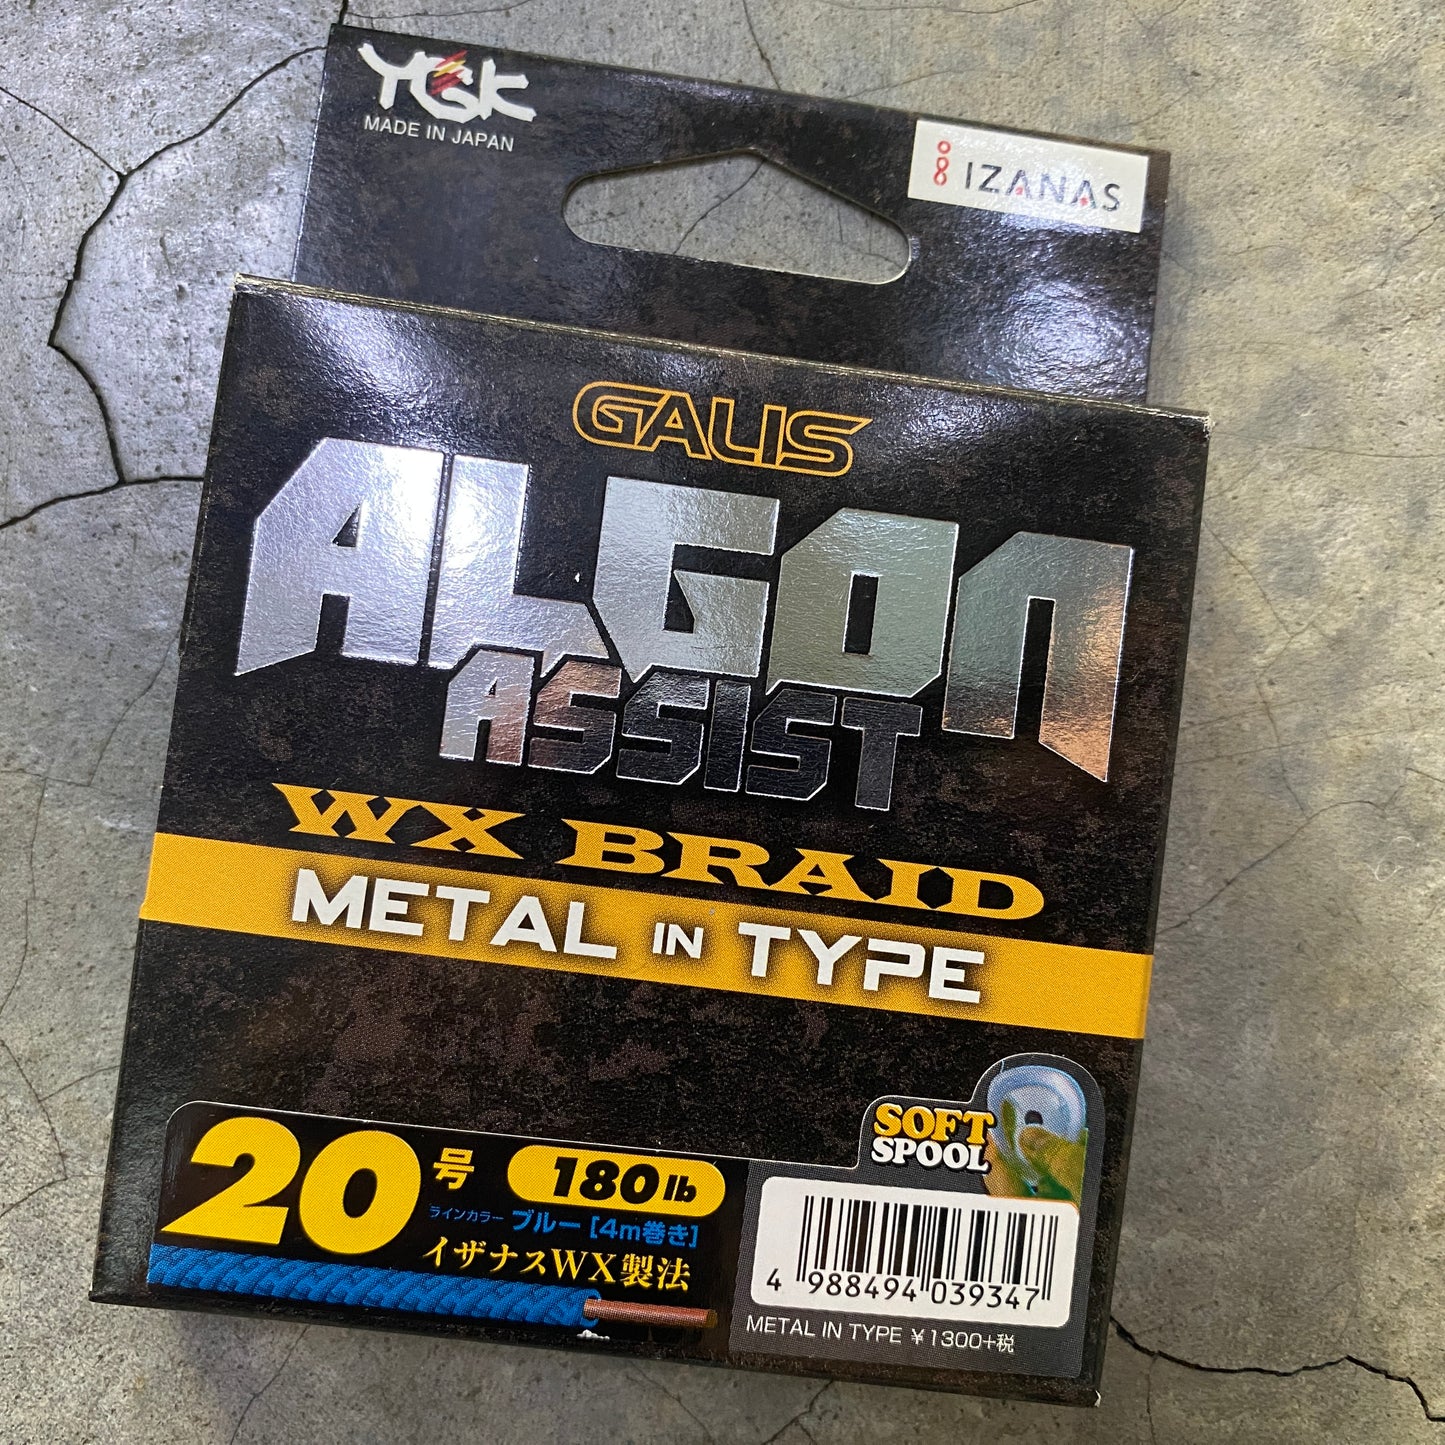 YGK
MADE IN JAPAN
IZANAS
GALIS
ALGON
ASSIST
WX BRAID
METAL IN TYPE
SOFT
SPOOL
20号 180lb
ラインカラー ブルー [4m巻き]
イザナスWX製法
4 988494 039347
METAL IN TYPE ¥1300+税